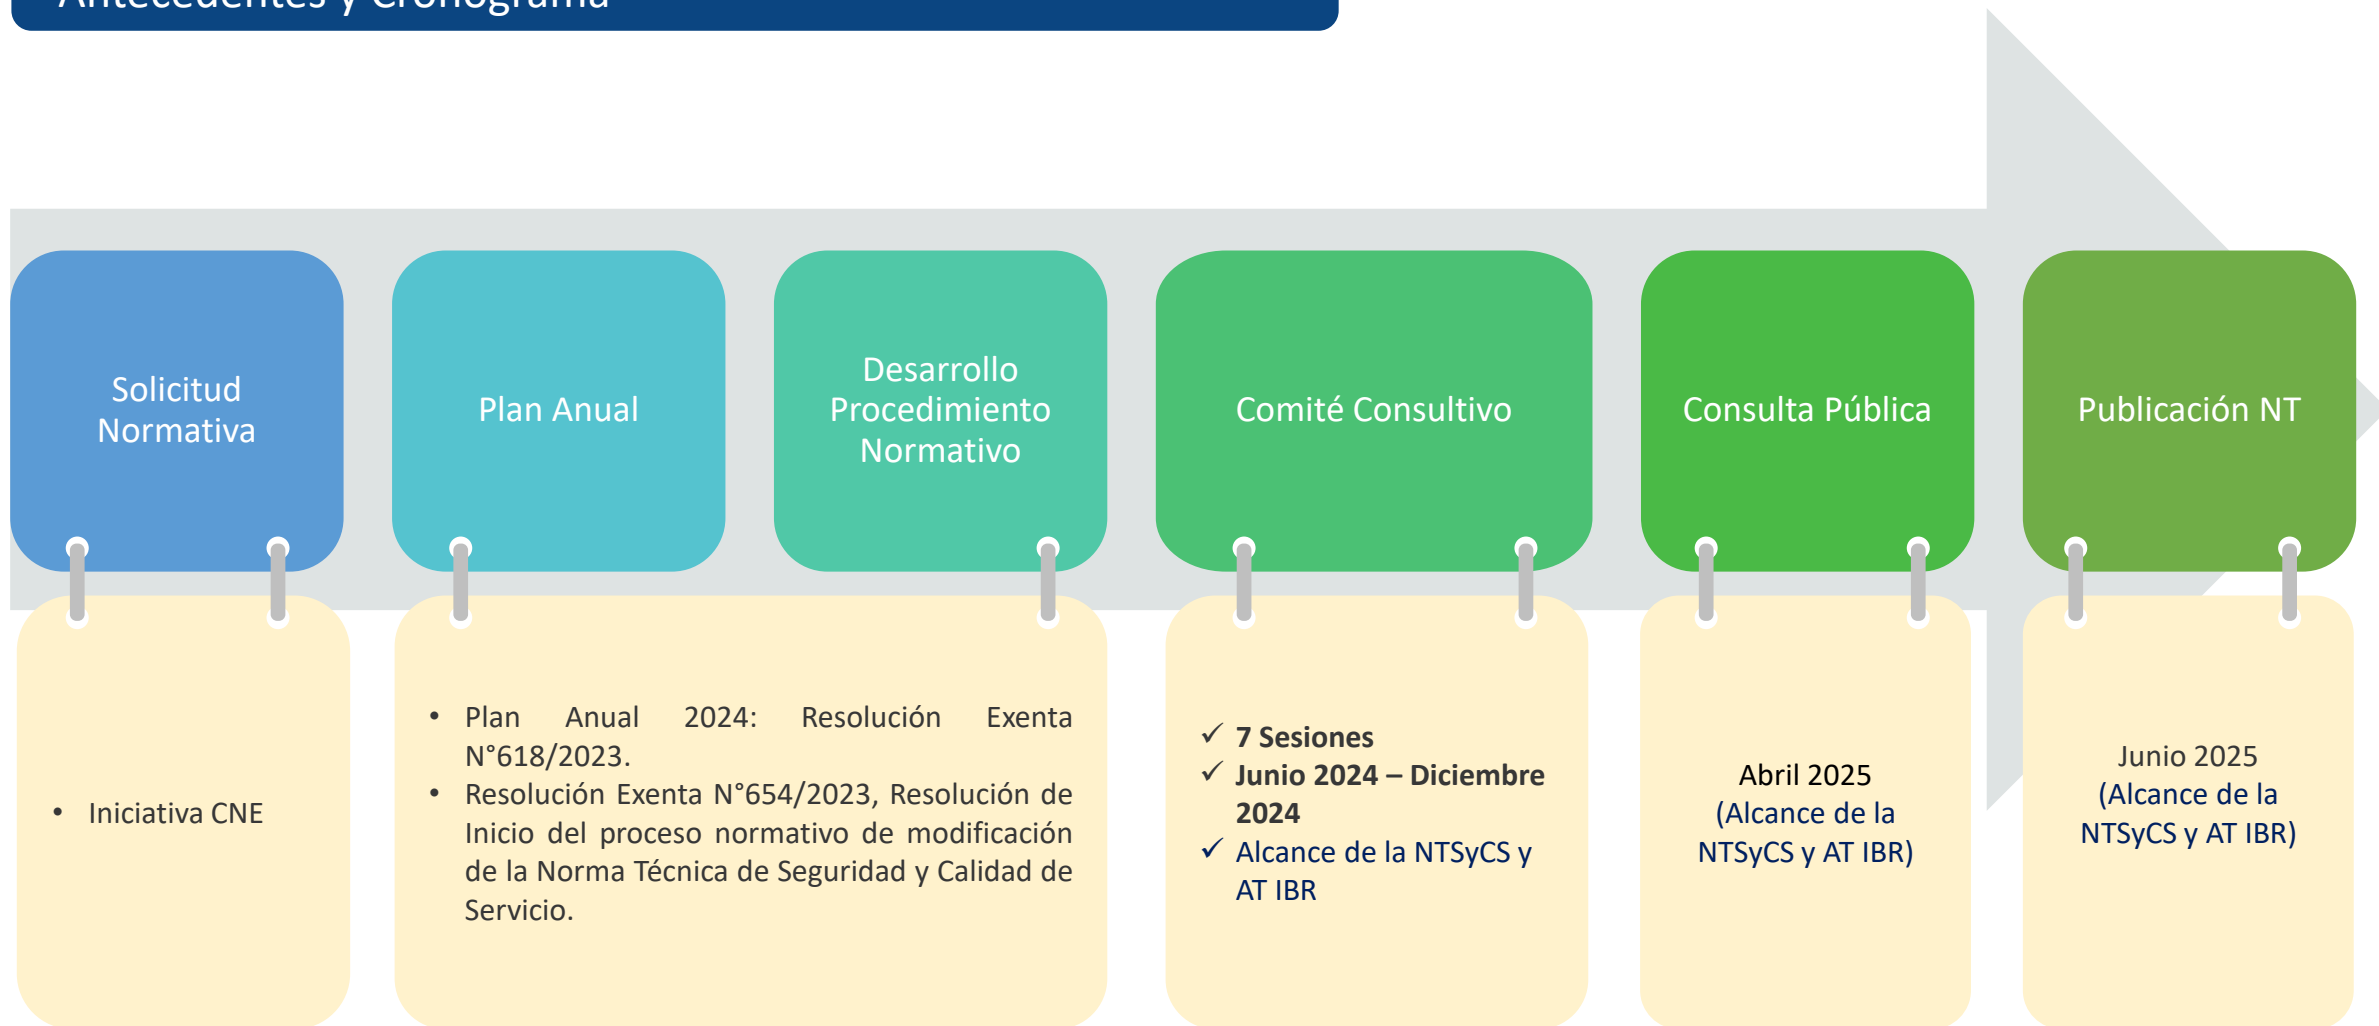 Antecedentes y Cronograma
Solicitud
Normativa
Plan Anual
Desarrollo
Procedimiento
Normativo
Comité Consultivo
Consulta Pública
Publicación NT
• Iniciativa CNE
• Plan Anual 2024: Resolución Exenta
N°618/2023.
• Resolución Exenta N°654/2023, Resolución de
Inicio del proceso normativo de modificación
de la Norma Técnica de Seguridad y Calidad de
Servicio.
✓ 7 Sesiones
✓ Junio 2024 – Diciembre
2024
✓ Alcance de la NTSyCS y
AT IBR
Abril 2025
(Alcance de la
NTSyCS y AT IBR)
Junio 2025
(Alcance de la
NTSyCS y AT IBR)